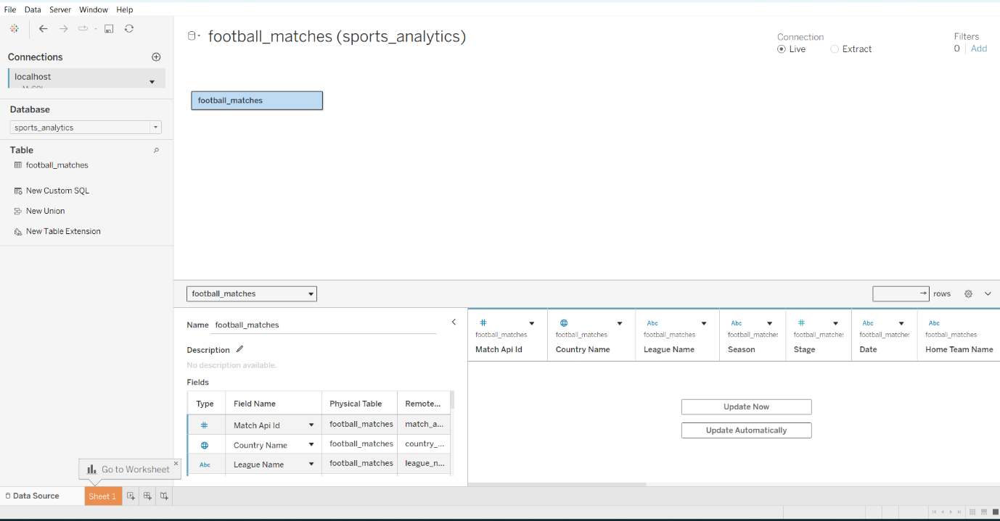 File Data Server Window Help
football_matches (sports_analytics)
Connection
Live Extract
Filters
0 Add
Connections
localhost
MySQL
Database
sports_analytics
Table
football_matches
New Custom SQL
New Union
New Table Extension
football_matches
football_matches
rows
Name football_matches
Description
No description available.
Fields
Type Field Name Physical Table Remote...
# Match Api Id football_matches match_a...
Country Name football_matches country_...
Abc League Name football_matches league_n...
# Abc Abc # Abc Abc
football_matches football_matches football_matches football_matches football_matches football_matches football_matches
Match Api Id Country Name League Name Season Stage Date Home Team Name
Update Now
Update Automatically
Go to Worksheet
Data Source Sheet 1